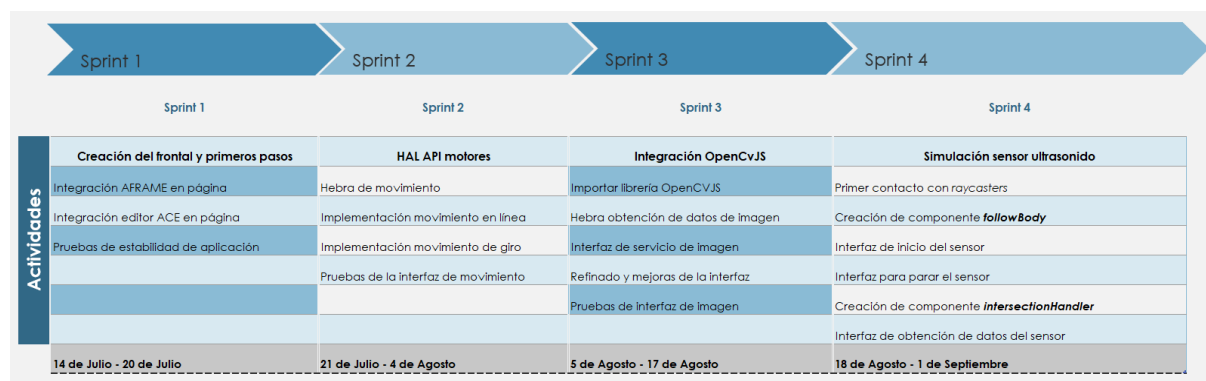 Sprint 1 Sprint 2 Sprint 3 Sprint 4
Sprint 1 Sprint 2 Sprint 3 Sprint 4
Actividades
Creación del frontal y primeros pasos HAL API motores Integración OpenCvJS Simulación sensor ultrasonido
Integración AFRAME en página Hebra de movimiento Importar librería OpenCVJS Primer contacto con raycasters
Integración editor ACE en página Implementación movimiento en línea Hebra obtención de datos de imagen Creación de componente followBody
Pruebas de estabilidad de aplicación Implementación movimiento de giro Interfaz de servicio de imagen Interfaz de inicio del sensor
Pruebas de la interfaz de movimiento Refinado y mejoras de la interfaz Interfaz para parar el sensor
Pruebas de interfaz de imagen Creación de componente intersectionHandler
Interfaz de obtención de datos del sensor
14 de Julio - 20 de Julio 21 de Julio - 4 de Agosto 5 de Agosto - 17 de Agosto 18 de Agosto - 1 de Septiembre